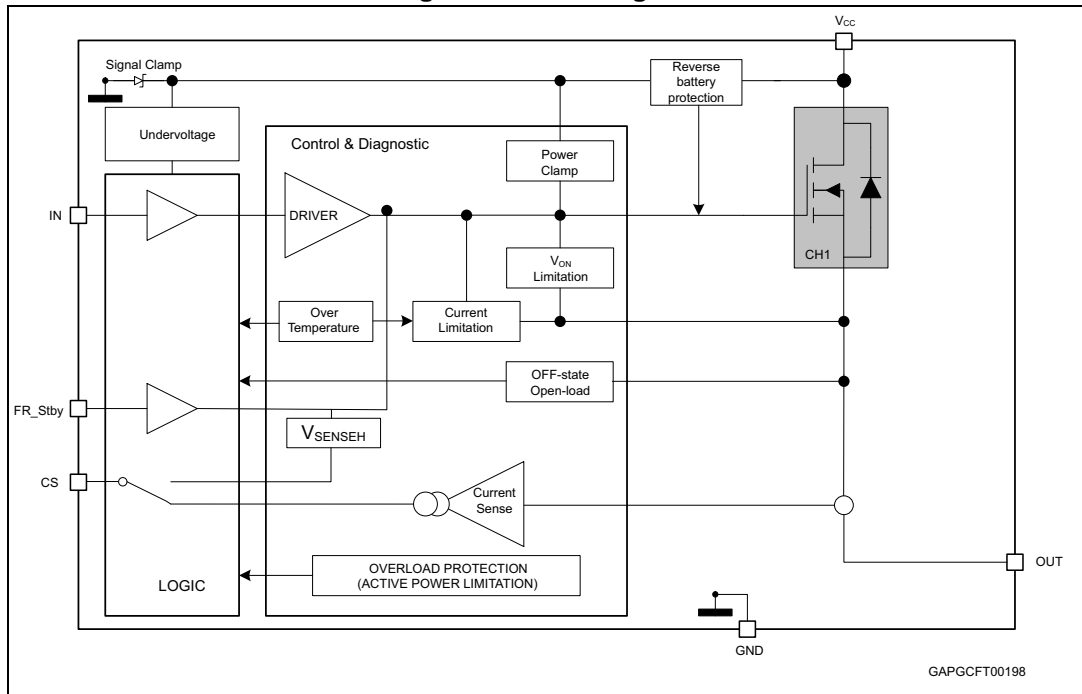 VCC
Signal Clamp
Reverse
battery
protection
Undervoltage
Control & Diagnostic
Power
Clamp
IN
DRIVER
CH1
VON
Limitation
Over
Temperature
Current
Limitation
OFF-state
Open-load
FR_Stby
VSENSEH
CS
Current
Sense
OVERLOAD PROTECTION
(ACTIVE POWER LIMITATION)
LOGIC
OUT
GND
GAPGCFT00198